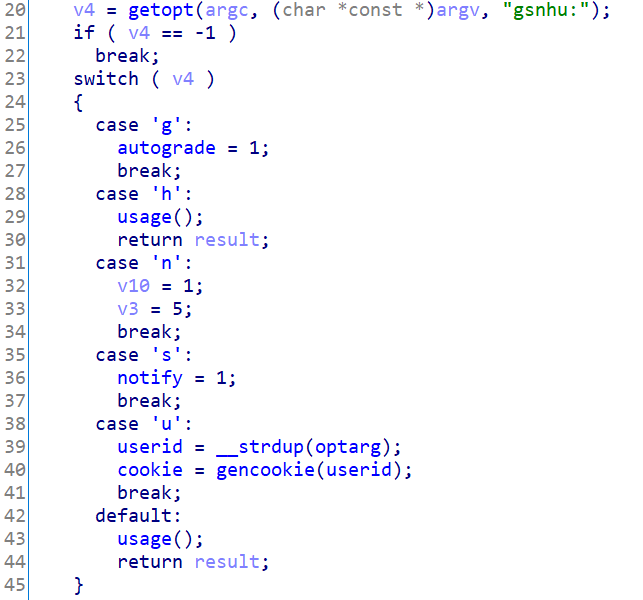 20 v4 = getopt(argc, (char *const *)argv, "gsnhu:");
21 if ( v4 == -1 )
22 break;
23 switch ( v4 )
24 {
25 case 'g':
26 autograde = 1;
27 break;
28 case 'h':
29 usage();
30 return result;
31 case 'n':
32 v10 = 1;
33 v3 = 5;
34 break;
35 case 's':
36 notify = 1;
37 break;
38 case 'u':
39 userid = __strdup(optarg);
40 cookie = gencookie(userid);
41 break;
42 default:
43 usage();
44 return result;
45 }